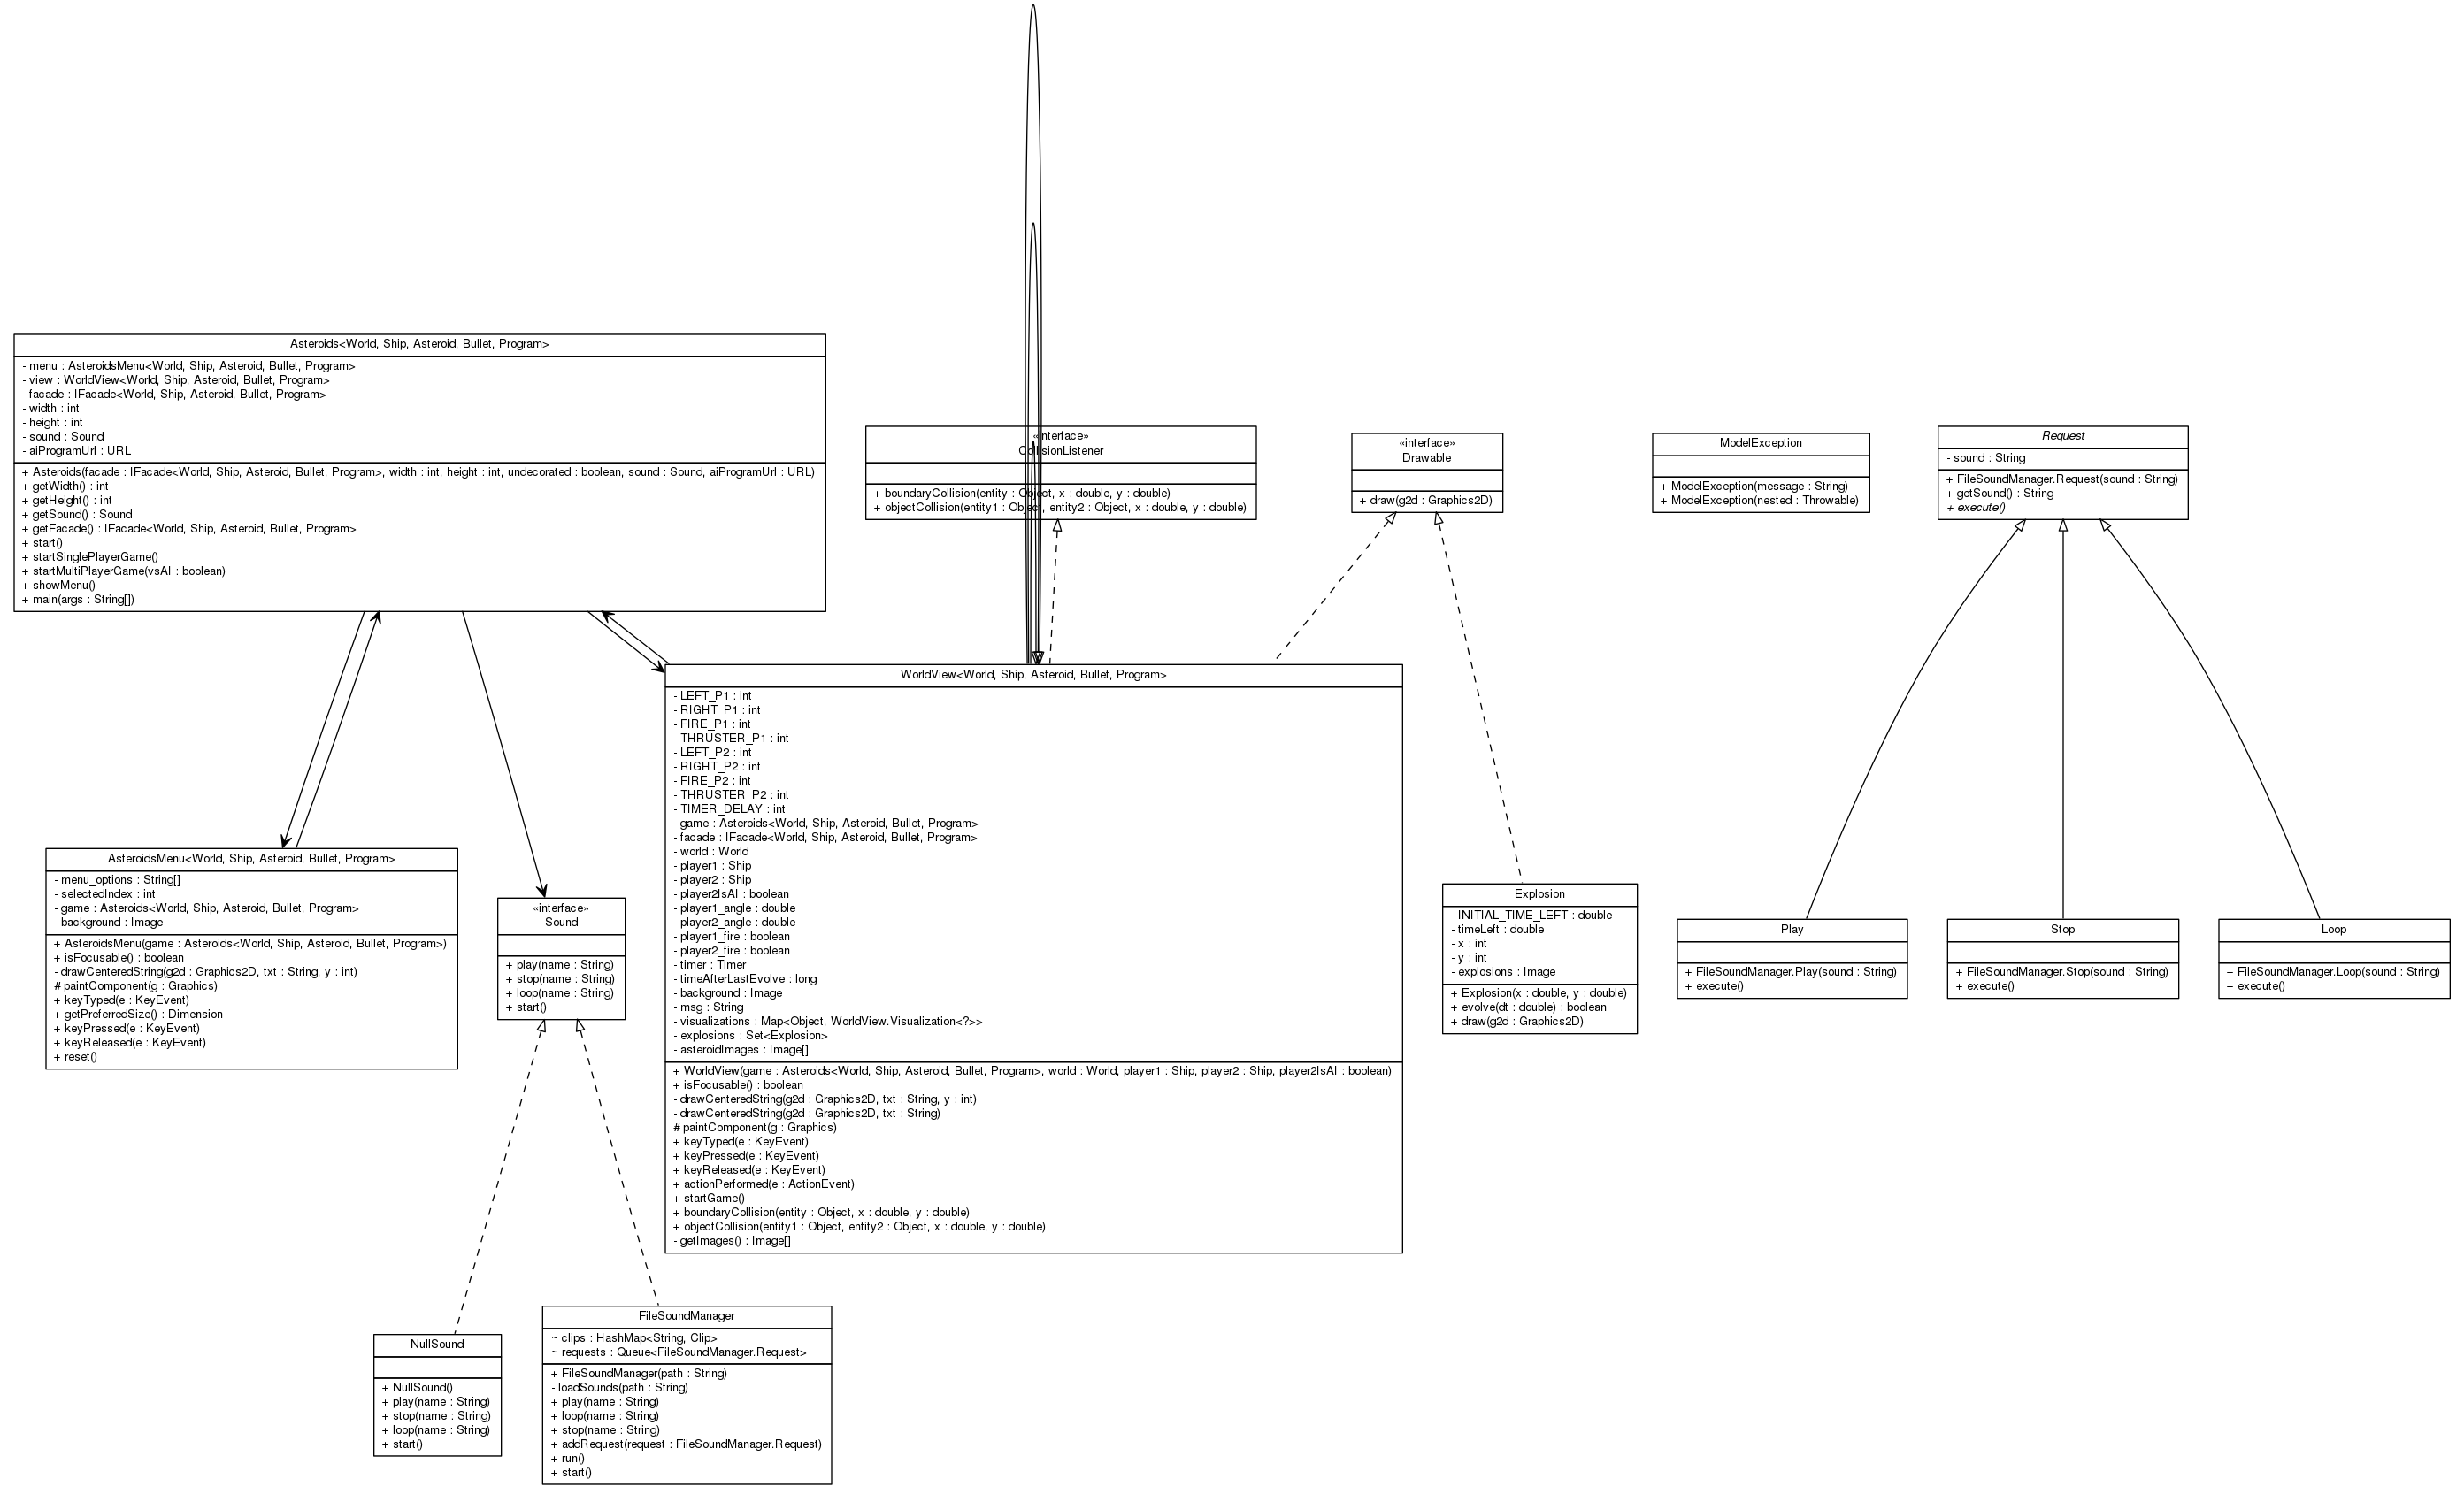 Asteroids<World, Ship, Asteroid, Bullet, Program>
- menu : AsteroidsMenu<World, Ship, Asteroid, Bullet, Program>
- view : WorldView<World, Ship, Asteroid, Bullet, Program>
- facade : IFacade<World, Ship, Asteroid, Bullet, Program>
- width : int
- height : int
- sound : Sound
- aiProgramUrl : URL
+ Asteroids(facade : IFacade<World, Ship, Asteroid, Bullet, Program>, width : int, height : int, undecorated : boolean, sound : Sound, aiProgramUrl : URL)
+ getWidth() : int
+ getHeight() : int
+ getSound() : Sound
+ getFacade() : IFacade<World, Ship, Asteroid, Bullet, Program>
+ start()
+ startSinglePlayerGame()
+ startMultiPlayerGame(vsAI : boolean)
+ showMenu()
+ main(args : String[])
«interface»
CollisionListener
+ boundaryCollision(entity : Object, x : double, y : double)
+ objectCollision(entity1 : Object, entity2 : Object, x : double, y : double)
«interface»
Drawable
+ draw(g2d : Graphics2D)
ModelException
+ ModelException(message : String)
+ ModelException(nested : Throwable)
Request
- sound : String
+ FileSoundManager.Request(sound : String)
+ getSound() : String
+ execute()
AsteroidsMenu<World, Ship, Asteroid, Bullet, Program>
- menu_options : String[]
- selectedIndex : int
- game : Asteroids<World, Ship, Asteroid, Bullet, Program>
- background : Image
+ AsteroidsMenu(game : Asteroids<World, Ship, Asteroid, Bullet, Program>)
+ isFocusable() : boolean
- drawCenteredString(g2d : Graphics2D, txt : String, y : int)
# paintComponent(g : Graphics)
+ keyTyped(e : KeyEvent)
+ getPreferredSize() : Dimension
+ keyPressed(e : KeyEvent)
+ keyReleased(e : KeyEvent)
+ reset()
«interface»
Sound
+ play(name : String)
+ stop(name : String)
+ loop(name : String)
+ start()
WorldView<World, Ship, Asteroid, Bullet, Program>
- LEFT_P1 : int
- RIGHT_P1 : int
- FIRE_P1 : int
- THRUSTER_P1 : int
- LEFT_P2 : int
- RIGHT_P2 : int
- FIRE_P2 : int
- THRUSTER_P2 : int
- TIMER_DELAY : int
- game : Asteroids<World, Ship, Asteroid, Bullet, Program>
- facade : IFacade<World, Ship, Asteroid, Bullet, Program>
- world : World
- player1 : Ship
- player2 : Ship
- player2IsAI : boolean
- player1_angle : double
- player2_angle : double
- player1_fire : boolean
- player2_fire : boolean
- timer : Timer
- timeAfterLastEvolve : long
- background : Image
- msg : String
- visualizations : Map<Object, WorldView.Visualization<?>>
- explosions : Set<Explosion>
- asteroidImages : Image[]
+ WorldView(game : Asteroids<World, Ship, Asteroid, Bullet, Program>, world : World, player1 : Ship, player2 : Ship, player2IsAI : boolean)
+ isFocusable() : boolean
- drawCenteredString(g2d : Graphics2D, txt : String, y : int)
- drawCenteredString(g2d : Graphics2D, txt : String)
# paintComponent(g : Graphics)
+ keyTyped(e : KeyEvent)
+ keyPressed(e : KeyEvent)
+ keyReleased(e : KeyEvent)
+ actionPerformed(e : ActionEvent)
+ startGame()
+ boundaryCollision(entity : Object, x : double, y : double)
+ objectCollision(entity1 : Object, entity2 : Object, x : double, y : double)
- getImages() : Image[]
Explosion
- INITIAL_TIME_LEFT : double
- timeLeft : double
- x : int
- y : int
- explosions : Image
+ Explosion(x : double, y : double)
+ evolve(dt : double) : boolean
+ draw(g2d : Graphics2D)
Play
+ FileSoundManager.Play(sound : String)
+ execute()
Stop
+ FileSoundManager.Stop(sound : String)
+ execute()
Loop
+ FileSoundManager.Loop(sound : String)
+ execute()
NullSound
+ NullSound()
+ play(name : String)
+ stop(name : String)
+ loop(name : String)
+ start()
FileSoundManager
~ clips : HashMap<String, Clip>
~ requests : Queue<FileSoundManager.Request>
+ FileSoundManager(path : String)
- loadSounds(path : String)
+ play(name : String)
+ loop(name : String)
+ stop(name : String)
+ addRequest(request : FileSoundManager.Request)
+ run()
+ start()